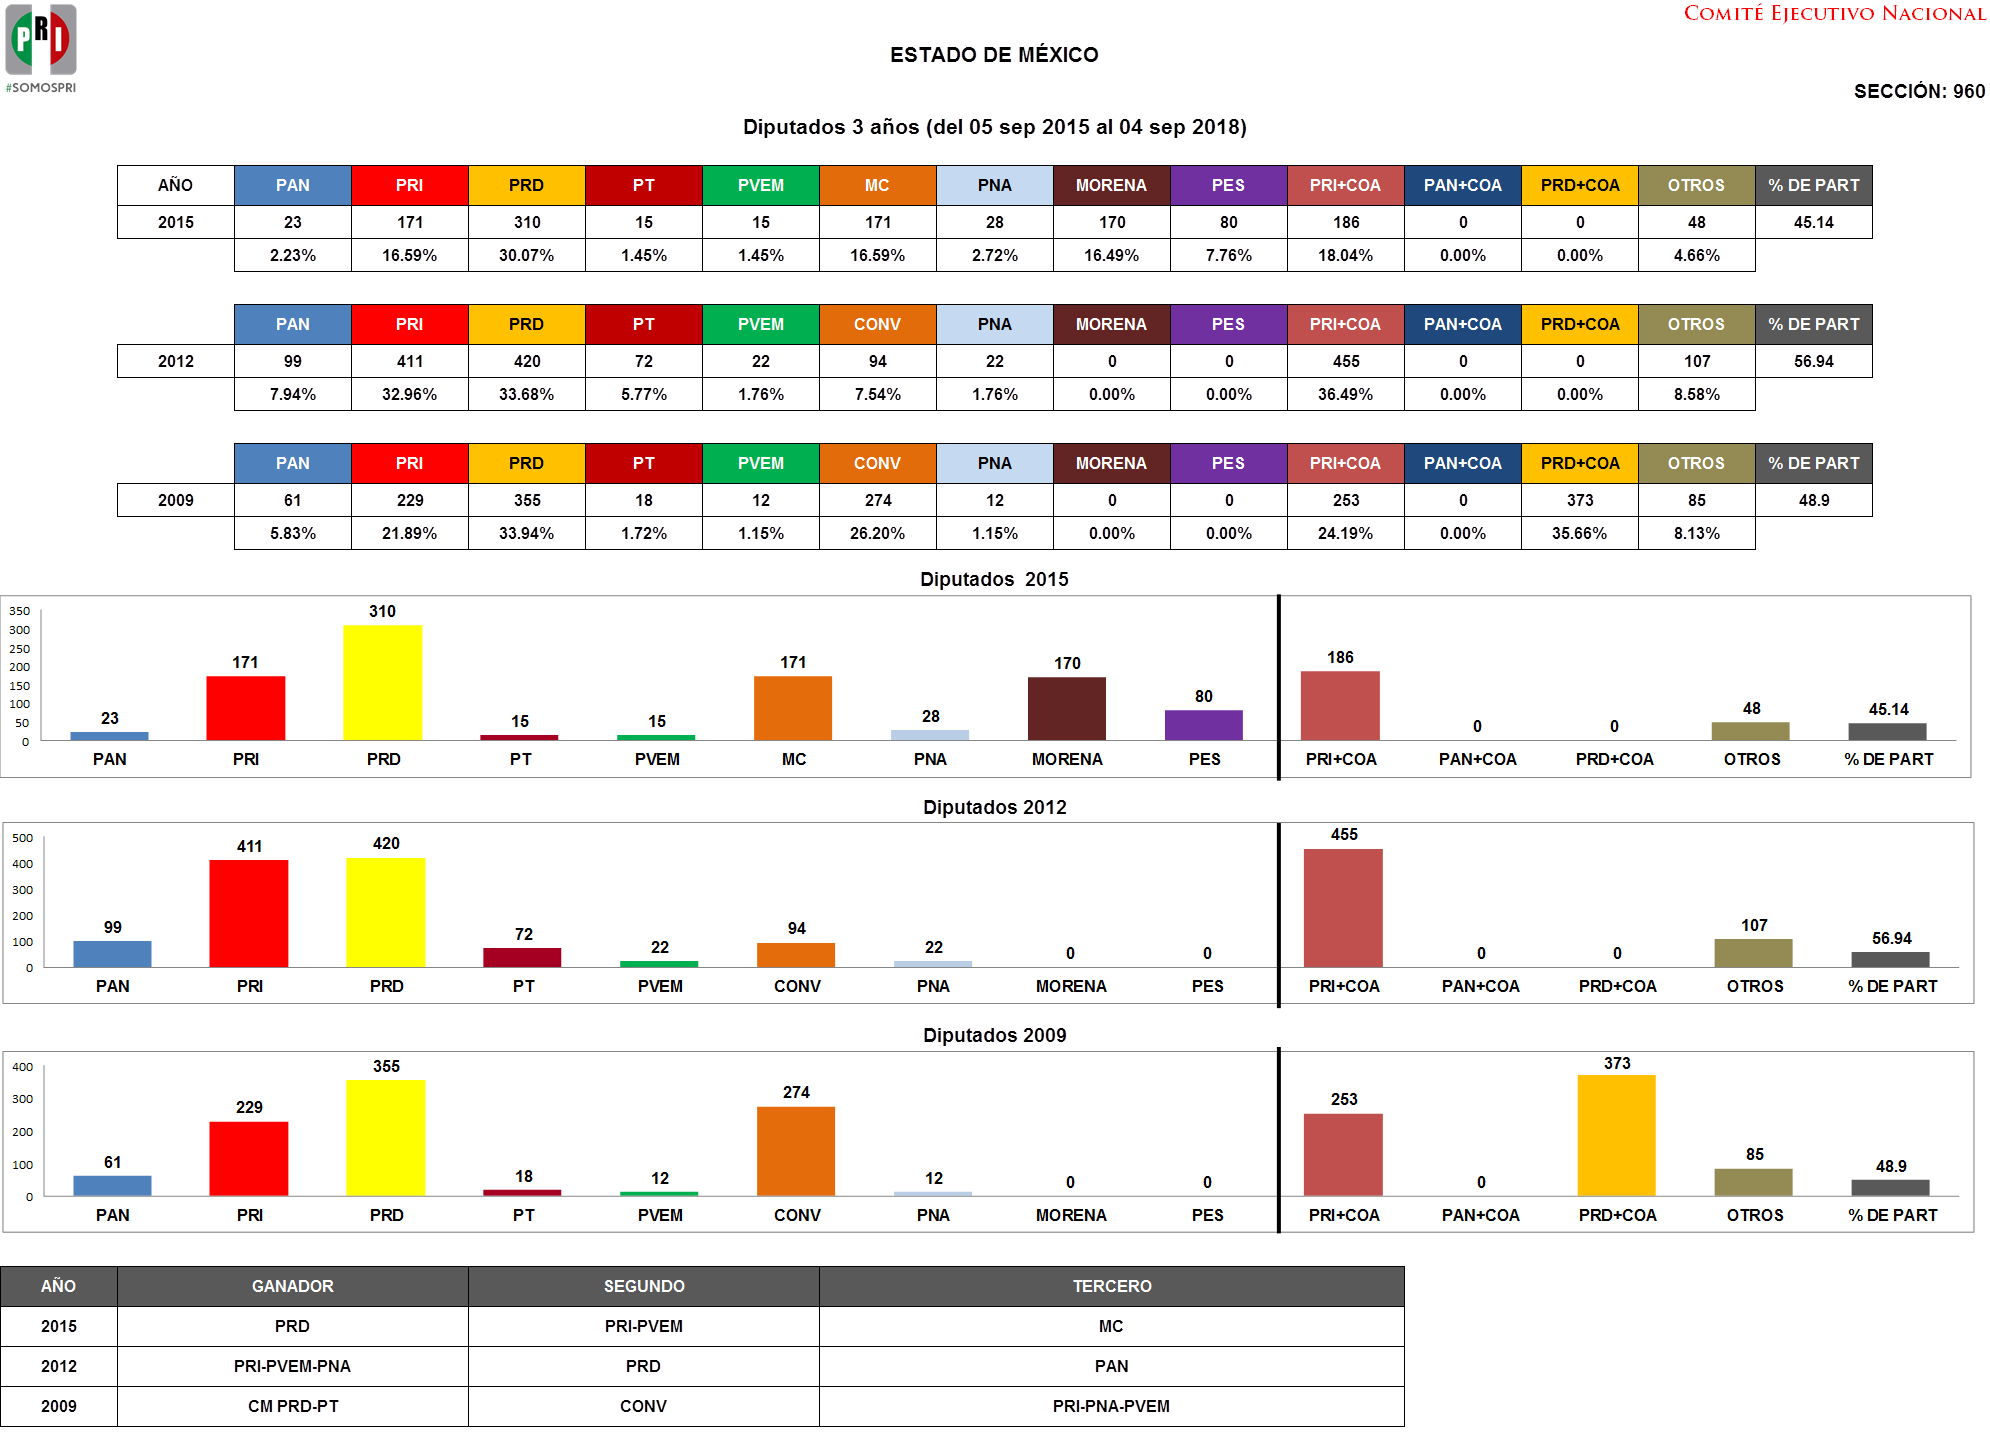 PRI
#SOMOSPRI
COMITÉ EJECUTIVO NACIONAL
ESTADO DE MÉXICO
SECCIÓN: 960
Diputados 3 años (del 05 sep 2015 al 04 sep 2018)
AÑO PAN PRI PRD PT PVEM MC PNA MORENA PES PRI+COA PAN+COA PRD+COA OTROS % DE PART
2015 23 171 310 15 15 171 28 170 80 186 0 0 48 45.14
2.23% 16.59% 30.07% 1.45% 1.45% 16.59% 2.72% 16.49% 7.76% 18.04% 0.00% 0.00% 4.66%
PAN PRI PRD PT PVEM CONV PNA MORENA PES PRI+COA PAN+COA PRD+COA OTROS % DE PART
2012 99 411 420 72 22 94 22 0 0 455 0 0 107 56.94
7.94% 32.96% 33.68% 5.77% 1.76% 7.54% 1.76% 0.00% 0.00% 36.49% 0.00% 0.00% 8.58%
PAN PRI PRD PT PVEM CONV PNA MORENA PES PRI+COA PAN+COA PRD+COA OTROS % DE PART
2009 61 229 355 18 12 274 12 0 0 253 0 373 85 48.9
5.83% 21.89% 33.94% 1.72% 1.15% 26.20% 1.15% 0.00% 0.00% 24.19% 0.00% 35.66% 8.13%
Diputados 2015
350
300
250
200
150
100
50
0
23 171 310 15 15 171 28 170 80 186 0 0 48 45.14
PAN PRI PRD PT PVEM MC PNA MORENA PES PRI+COA PAN+COA PRD+COA OTROS % DE PART
Diputados 2012
500
400
300
200
100
0
99 411 420 72 22 94 22 0 0 455 0 0 107 56.94
PAN PRI PRD PT PVEM CONV PNA MORENA PES PRI+COA PAN+COA PRD+COA OTROS % DE PART
Diputados 2009
400
300
200
100
0
61 229 355 18 12 274 12 0 0 253 0 373 85 48.9
PAN PRI PRD PT PVEM CONV PNA MORENA PES PRI+COA PAN+COA PRD+COA OTROS % DE PART
AÑO GANADOR SEGUNDO TERCERO
2015 PRD PRI-PVEM MC
2012 PRI-PVEM-PNA PRD PAN
2009 CM PRD-PT CONV PRI-PNA-PVEM